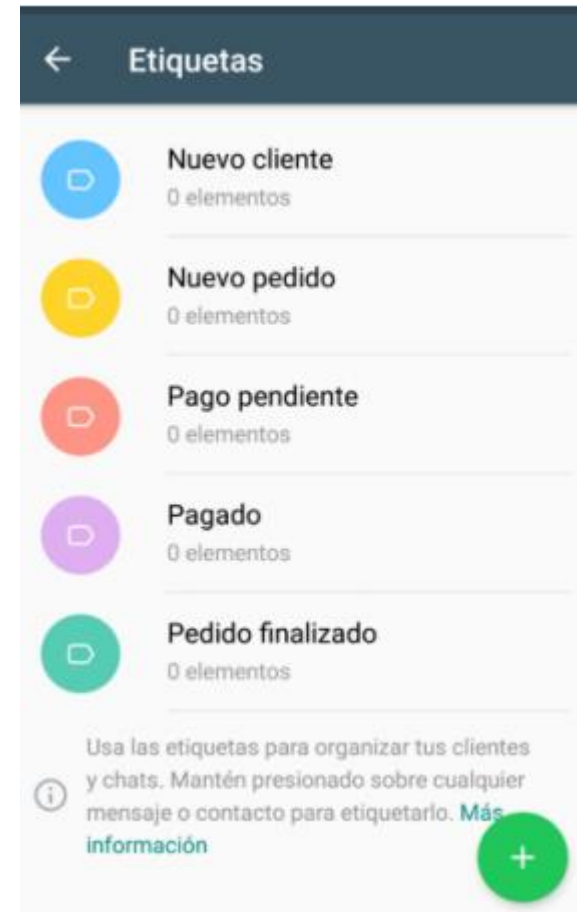 Etiquetas
Nuevo cliente
0 elementos
Nuevo pedido
0 elementos
Pago pendiente
0 elementos
Pagado
0 elementos
Pedido finalizado
0 elementos
Usa las etiquetas para organizar tus clientes
y chats. Mantén presionado sobre cualquier
mensaje o contacto para etiquetarlo. Más
información